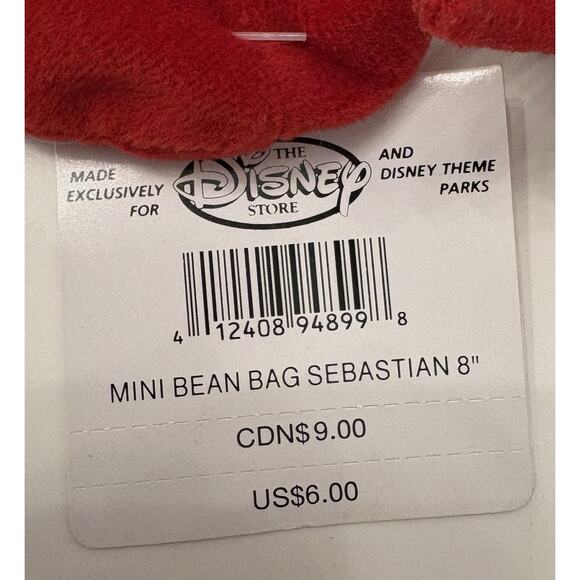 MADE
EXCLUSIVELY
FOR
THE
DISNEY
STORE
AND
DISNEY THEME
PARKS
4 12408 94899 8
MINI BEAN BAG SEBASTIAN 8"
CDN$9.00
US$6.00